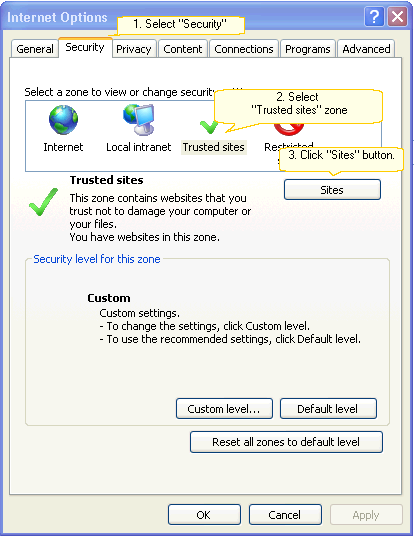 Internet Options
1. Select "Security"
General Security Privacy Content Connections Programs Advanced
Select a zone to view or change security
2. Select
"Trusted sites" zone
Internet Local intranet Trusted sites Restricted
3. Click "Sites" button.
Trusted sites
Sites
This zone contains websites that you
trust not to damage your computer or
your files.
You have websites in this zone.
Security level for this zone
Custom
Custom settings.
- To change the settings, click Custom level.
- To use the recommended settings, click Default level.
Custom level... Default level
Reset all zones to default level
OK Cancel Apply